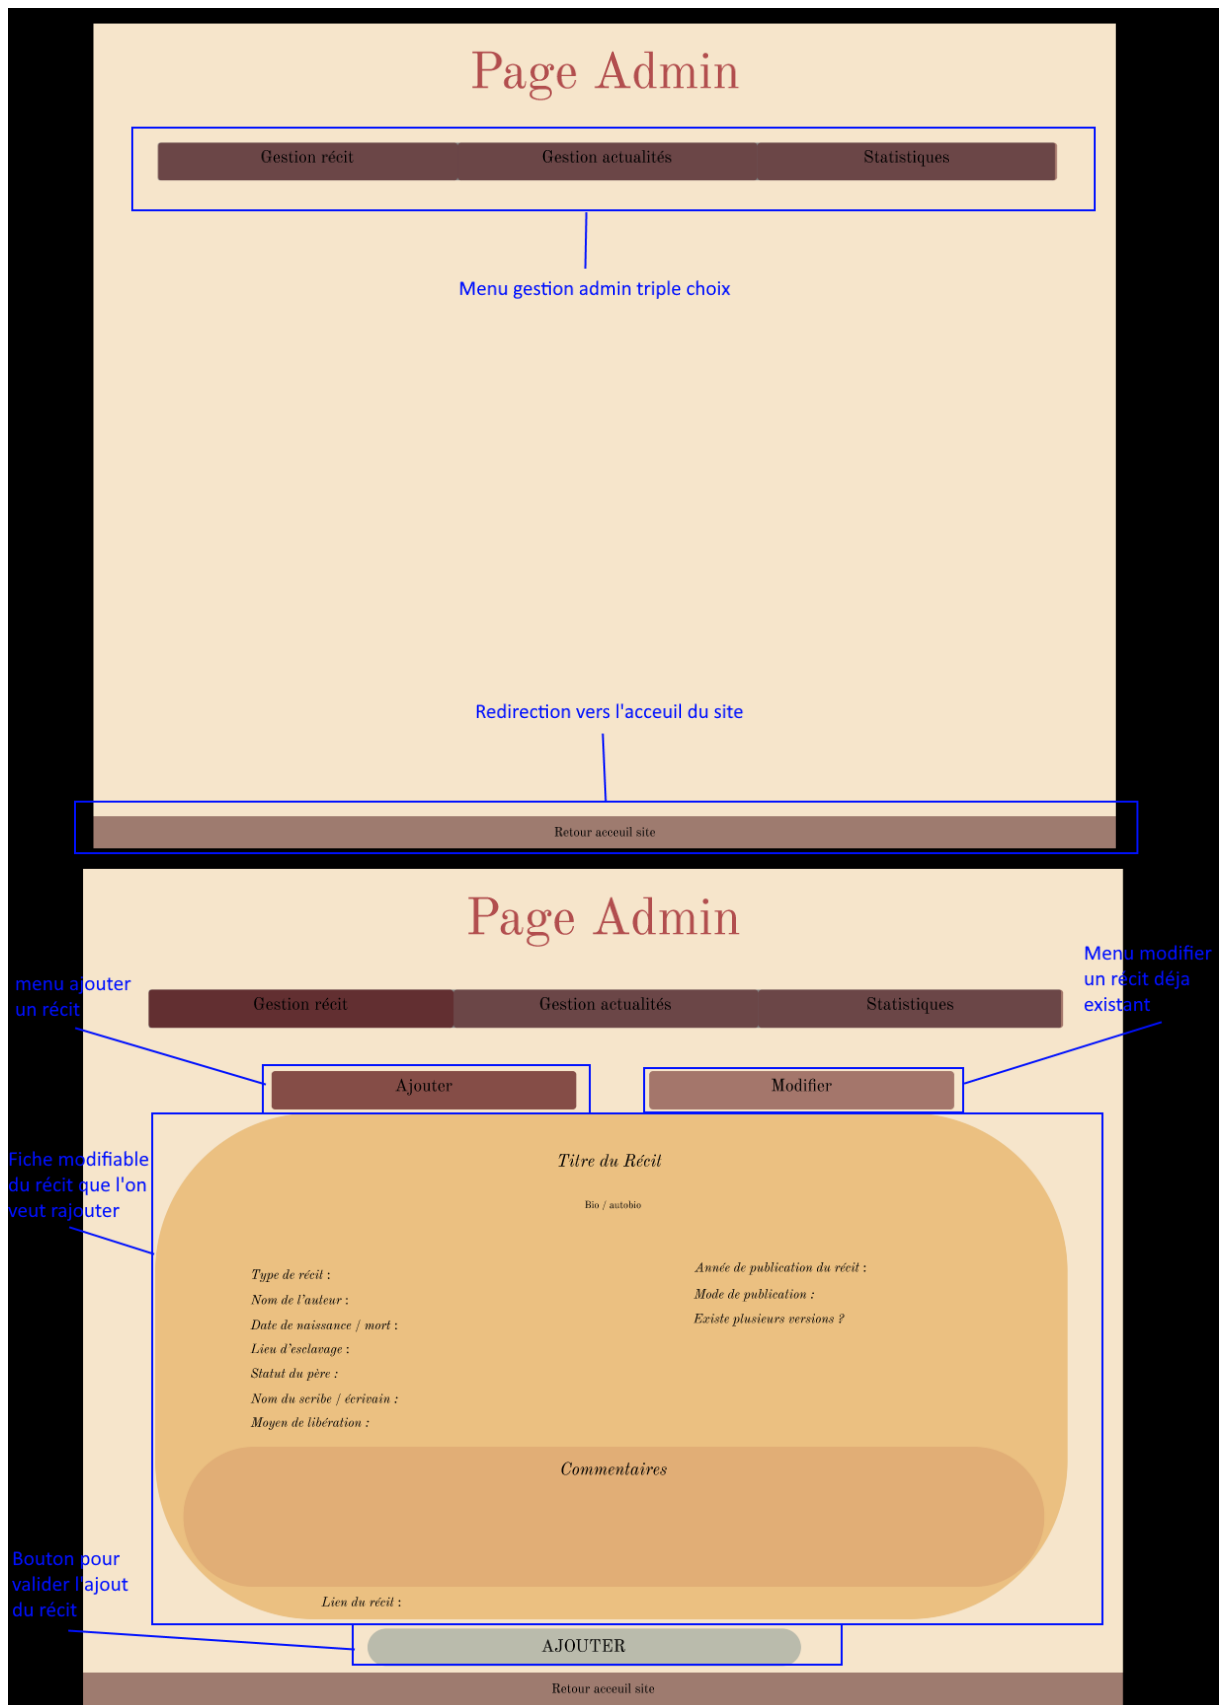 Page Admin
Gestion récit
Gestion actualités
Statistiques
Menu gestion admin triple choix
Redirection vers l'acceuil du site
Retour acceuil site
Page Admin
Menu modifier
un récit déja
existant
menu ajouter
un récit
Gestion récit
Gestion actualités
Statistiques
Ajouter
Modifier
Fiche modifiable
du récit que l'on
veut rajouter
Titre du Récit
Bio / autobio
Type de récit :
Nom de l'auteur :
Date de naissance / mort :
Lieu d'esclavage :
Statut du père :
Nom du scribe / écrivain :
Moyen de libération :
Année de publication du récit :
Mode de publication :
Existe plusieurs versions ?
Commentaires
Bouton pour
valider l'ajout
du récit
Lien du récit :
AJOUTER
Retour acceuil site